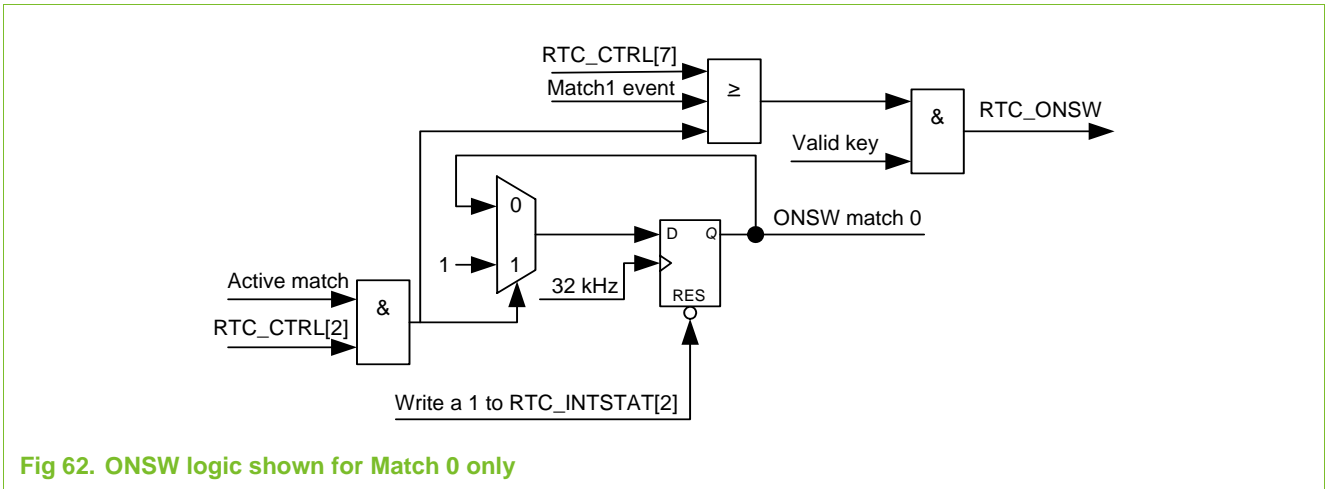 RTC_CTRL[7]
Match1 event
≥
&
RTC_ONSW
Valid key
0
D Q
ONSW match 0
1
1
Active match
32 kHz
&
RES
RTC_CTRL[2]
Write a 1 to RTC_INTSTAT[2]
Fig 62. ONSW logic shown for Match 0 only